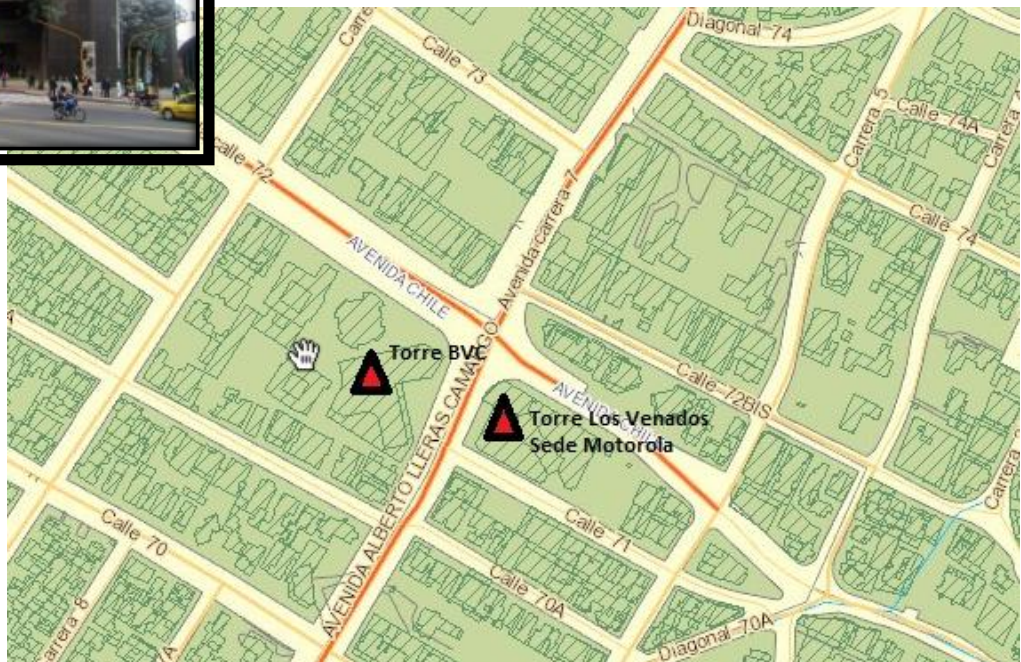 Diagonal 74
Calle 73
Carrera 5
Calle 74A
Calle 72
Avenida carrera 7
Calle 74
AVENIDA CHILE
Torre BVC
Calle 72BIS
AVENIDA CHILE
Torre Los Venados
Sede Motorola
AVENIDA ALBERTO LLERAS CAMARGO
Calle 71
Calle 70
Calle 70A
Carrera 8
Diagonal 70A